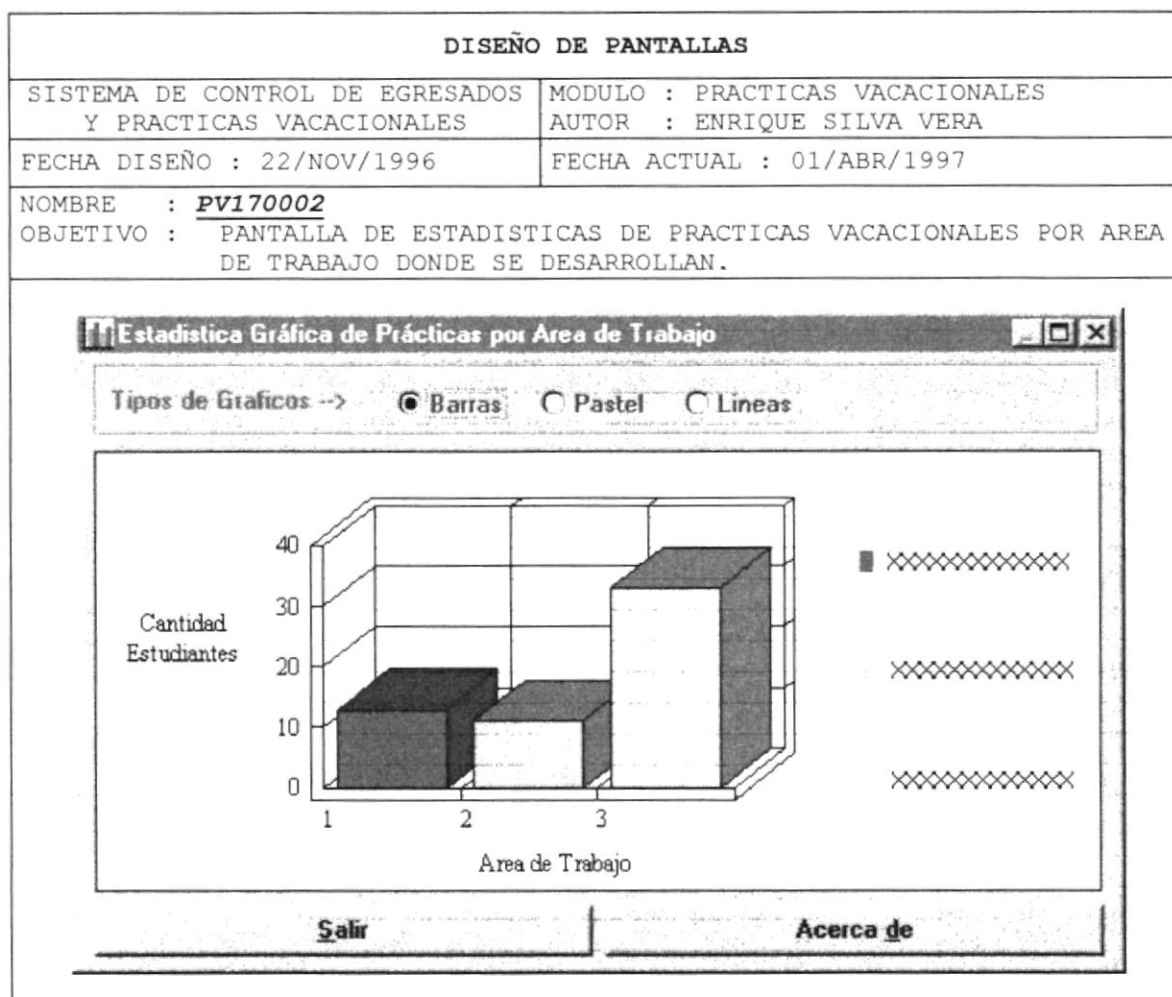 DISEÑO DE PANTALLAS
SISTEMA DE CONTROL DE EGRESADOS
Y PRACTICAS VACACIONALES
MODULO : PRACTICAS VACACIONALES
AUTOR : ENRIQUE SILVA VERA
FECHA DISEÑO : 22/NOV/1996
FECHA ACTUAL : 01/ABR/1997
NOMBRE : PV170002
OBJETIVO : PANTALLA DE ESTADISTICAS DE PRACTICAS VACACIONALES POR AREA
DE TRABAJO DONDE SE DESARROLLAN.
Estadistica Gráfica de Prácticas por Area de Trabajo
Tipos de Graficos --> Barras Pastel Lineas
40
30
20
10
0
Cantidad
Estudiantes
1 2 3
Area de Trabajo
XXXXXXXXXXXXX
XXXXXXXXXXXXX
XXXXXXXXXXXXX
Salir
Acerca de